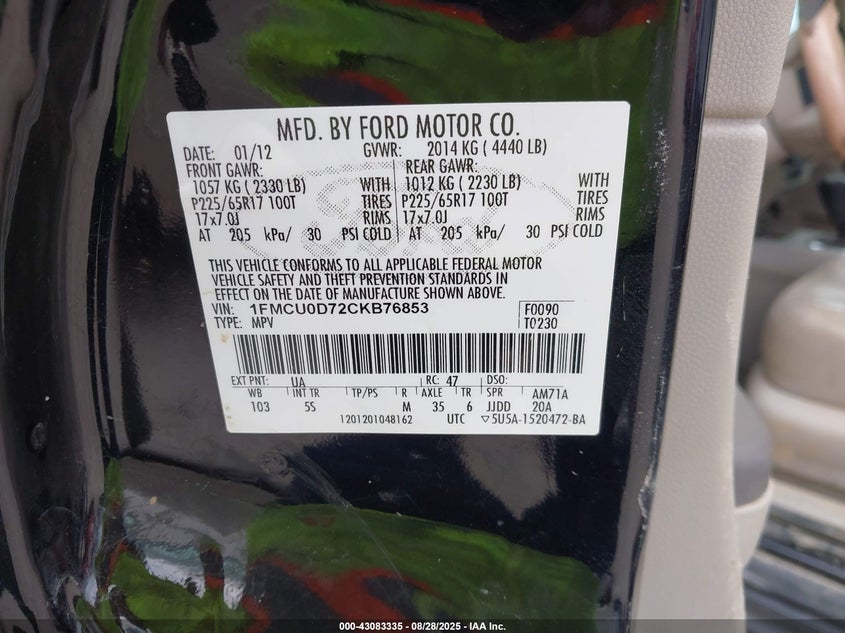 MFD. BY FORD MOTOR CO.
DATE: 01/12 GVWR: 2014 KG ( 4440 LB)
FRONT GAWR: REAR GAWR:
1057 KG ( 2330 LB) WITH 1012 KG ( 2230 LB) WITH
P225/65R17 100T TIRES P225/65R17 100T TIRES
17x7.0J RIMS 17x7.0J RIMS
AT 205 kPa/ 30 PSI COLD AT 205 kPa/ 30 PSI COLD
THIS VEHICLE CONFORMS TO ALL APPLICABLE FEDERAL MOTOR
VEHICLE SAFETY AND THEFT PREVENTION STANDARDS IN
EFFECT ON THE DATE OF MANUFACTURE SHOWN ABOVE.
VIN: 1FMCU0D72CKB76853 F0090
TYPE: MPV T0230
EXT PNT: UA RC: 47 DSO:
WB INT TR TP/PS R AXLE TR SPR AM71A
103 5S M 35 6 JJDD 20A
1201201048162 UTC ▽5U5A-1520472-BA
000-43083335 - 08/28/2025 - IAA Inc.